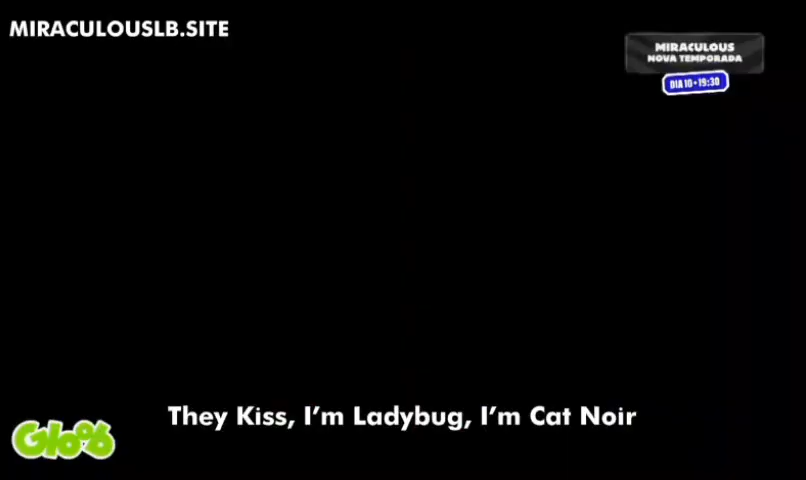 MIRACULOUSLB.SITE
MIRACULOUS
NOVA TEMPORADA
DIA 10 • 19:30
They Kiss, I'm Ladybug, I'm Cat Noir
Gloob